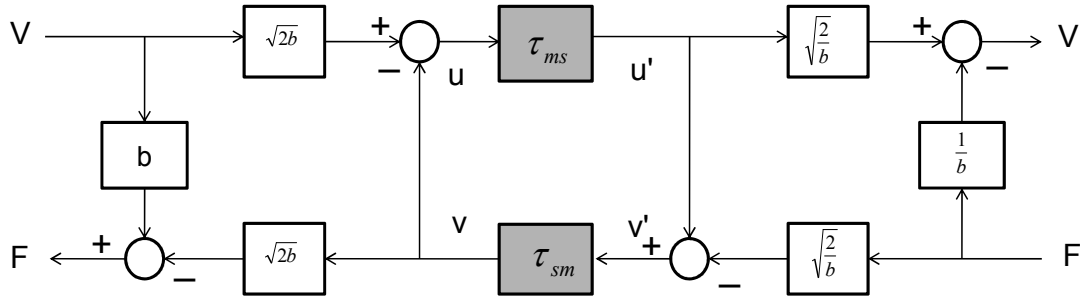 V
√2b
+
−
u
τms
u'
√2/b
+
−
V
b
1/b
F
+
−
√2b
v
τsm
v'
+
−
√2/b
F